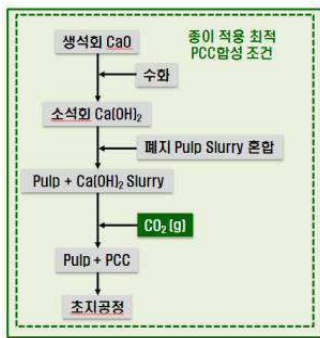 종이 적용 최적
PCC합성 조건
생석회 CaO
수화
소석회 Ca(OH)₂
폐지 Pulp Slurry 혼합
Pulp + Ca(OH)₂ Slurry
CO₂ (g)
Pulp + PCC
초지공정